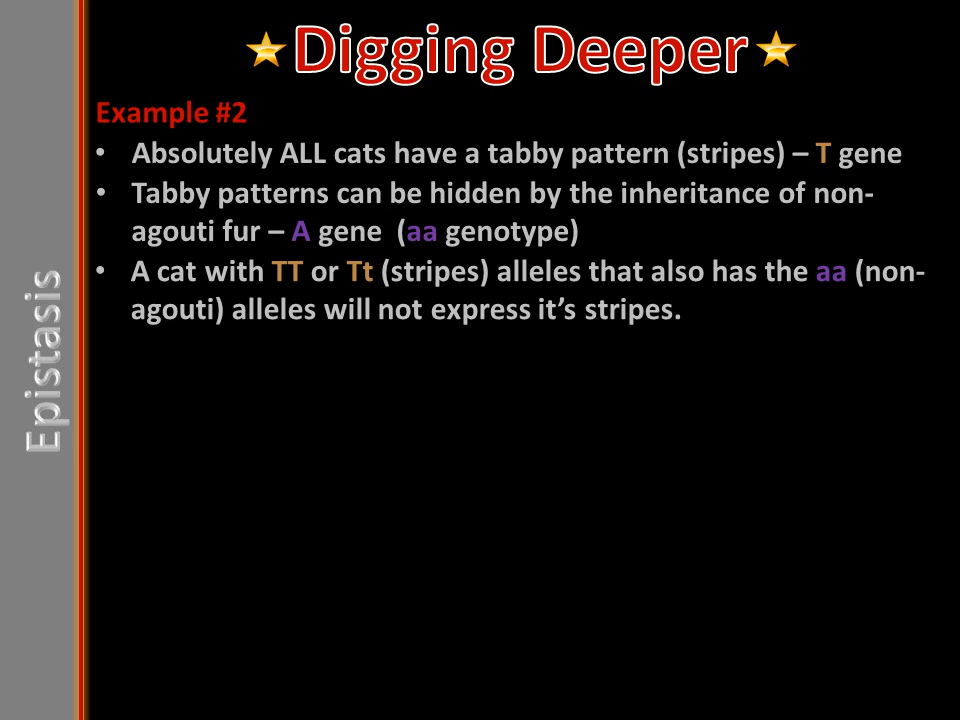 Digging Deeper
Example #2
• Absolutely ALL cats have a tabby pattern (stripes) – T gene
• Tabby patterns can be hidden by the inheritance of non-
agouti fur – A gene (aa genotype)
• A cat with TT or Tt (stripes) alleles that also has the aa (non-
agouti) alleles will not express it’s stripes.
Epistasis